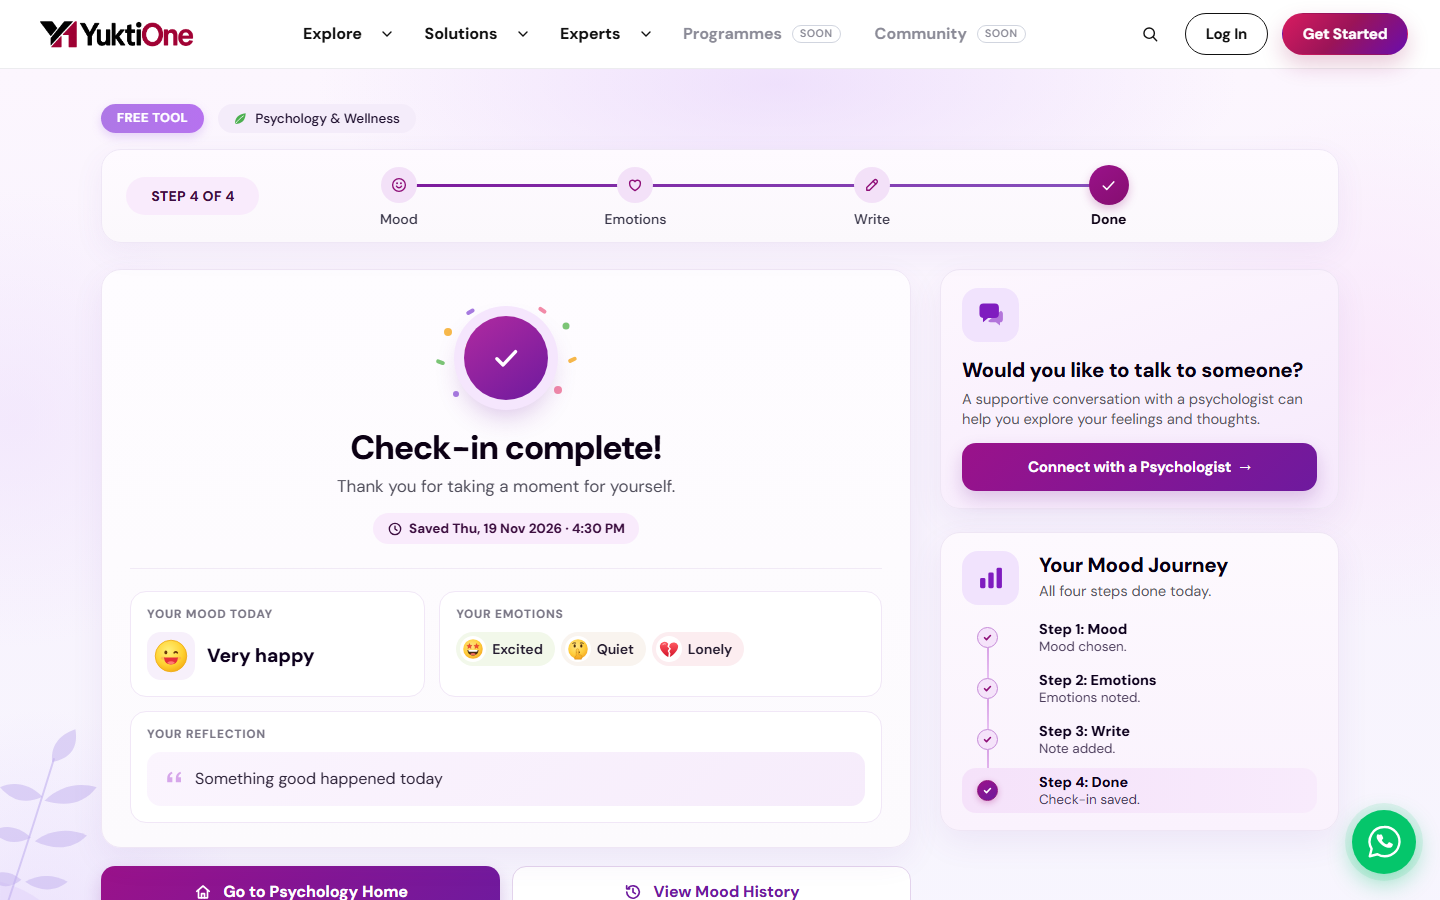 YuktiOne
Explore
Solutions
Experts
Programmes SOON
Community SOON
Log In
Get Started
FREE TOOL
Psychology & Wellness
STEP 4 OF 4
Mood
Emotions
Write
Done
Check-in complete!
Thank you for taking a moment for yourself.
Saved Thu, 19 Nov 2026 · 4:30 PM
YOUR MOOD TODAY
Very happy
YOUR EMOTIONS
Excited
Quiet
Lonely
YOUR REFLECTION
Something good happened today
Go to Psychology Home
View Mood History
Would you like to talk to someone?
A supportive conversation with a psychologist can
help you explore your feelings and thoughts.
Connect with a Psychologist →
Your Mood Journey
All four steps done today.
Step 1: Mood
Mood chosen.
Step 2: Emotions
Emotions noted.
Step 3: Write
Note added.
Step 4: Done
Check-in saved.